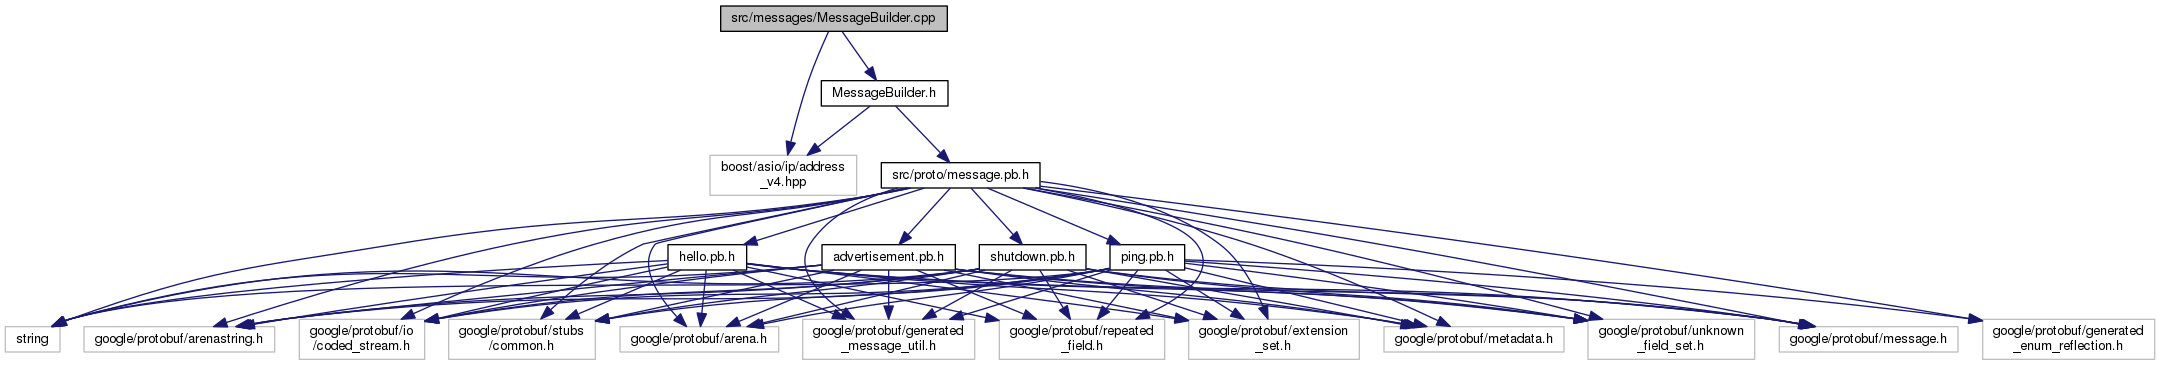 src/messages/MessageBuilder.cpp
MessageBuilder.h
boost/asio/ip/address
_v4.hpp
src/proto/message.pb.h
hello.pb.h
advertisement.pb.h
shutdown.pb.h
ping.pb.h
string
google/protobuf/arenastring.h
google/protobuf/io
/coded_stream.h
google/protobuf/stubs
/common.h
google/protobuf/arena.h
google/protobuf/generated
_message_util.h
google/protobuf/repeated
_field.h
google/protobuf/extension
_set.h
google/protobuf/metadata.h
google/protobuf/unknown
_field_set.h
google/protobuf/message.h
google/protobuf/generated
_enum_reflection.h